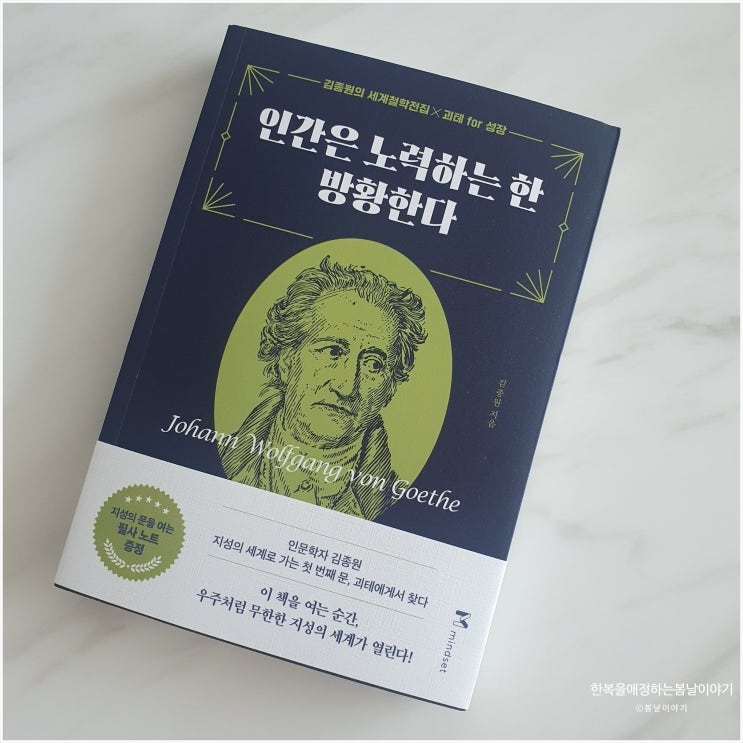 김종원의 세계철학전집 × 괴테 for 성장
인간은 노력하는 한
방황한다
김종원 지음
Johann Wolfgang von Goethe
지성의 문을 여는
필사 노트
증정
인문학자 김종원
지성의 세계로 가는 첫 번째 문, 괴테에게서 찾다
이 책을 여는 순간,
우주처럼 무한한 지성의 세계가 열린다!
mindset
한복을애정하는봄날이야기
©봄날이야기